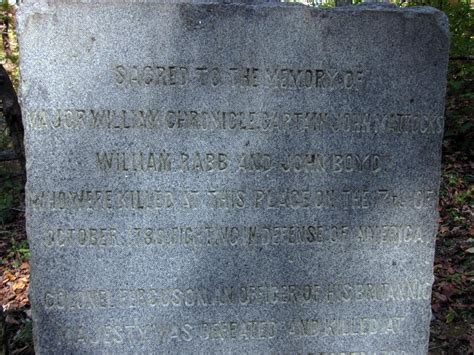 SACRED TO THE MEMORY OF
MAJOR WILLIAM CHRONICLE, CAPTAIN JOHN MATTOCKS
WILLIAM RABB AND JOHN BOYD
WHO WERE KILLED AT THIS PLACE ON THE 7TH OF
OCTOBER 1780 FIGHTING IN DEFENSE OF AMERICA
COLONEL FERGUSON AN OFFICER OF HIS BRITANNIC
MAJESTY WAS DEFEATED AND KILLED AT